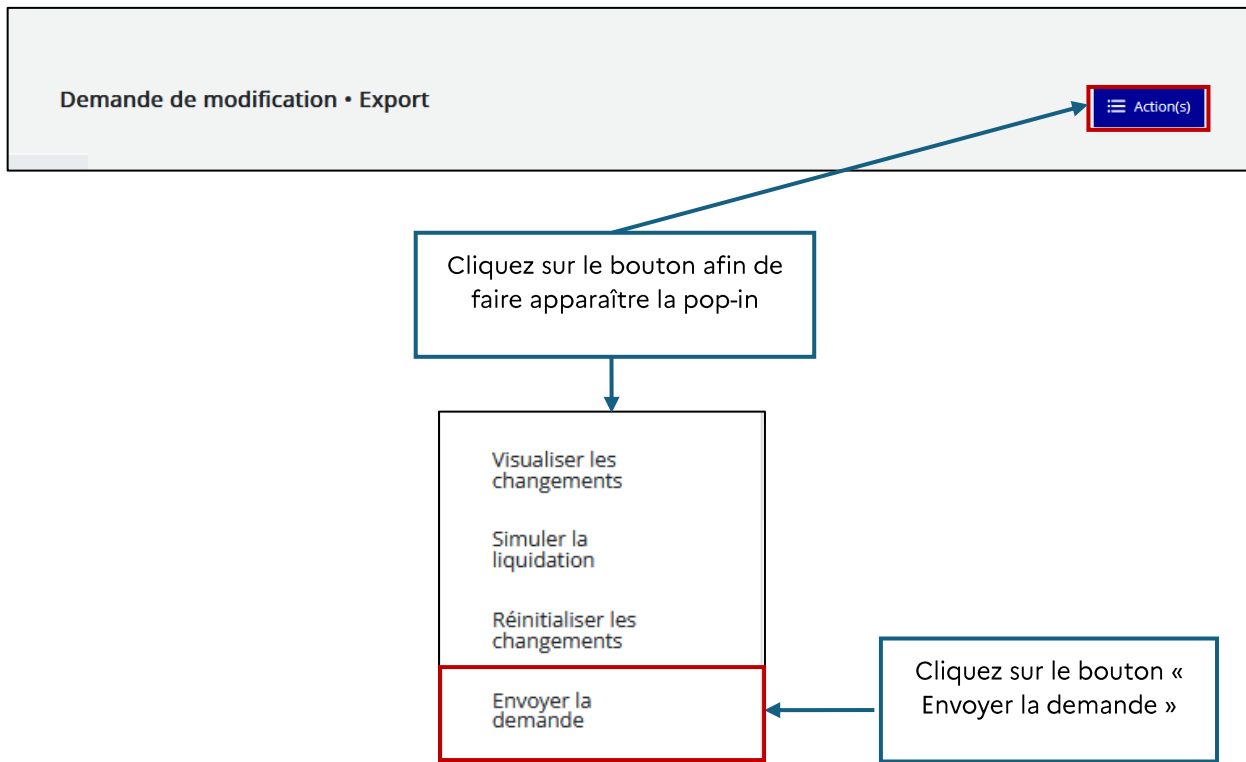 Demande de modification • Export
Action(s)
Cliquez sur le bouton afin de
faire apparaître la pop-in
Visualiser les
changements
Simuler la
liquidation
Réinitialiser les
changements
Envoyer la
demande
Cliquez sur le bouton «
Envoyer la demande »